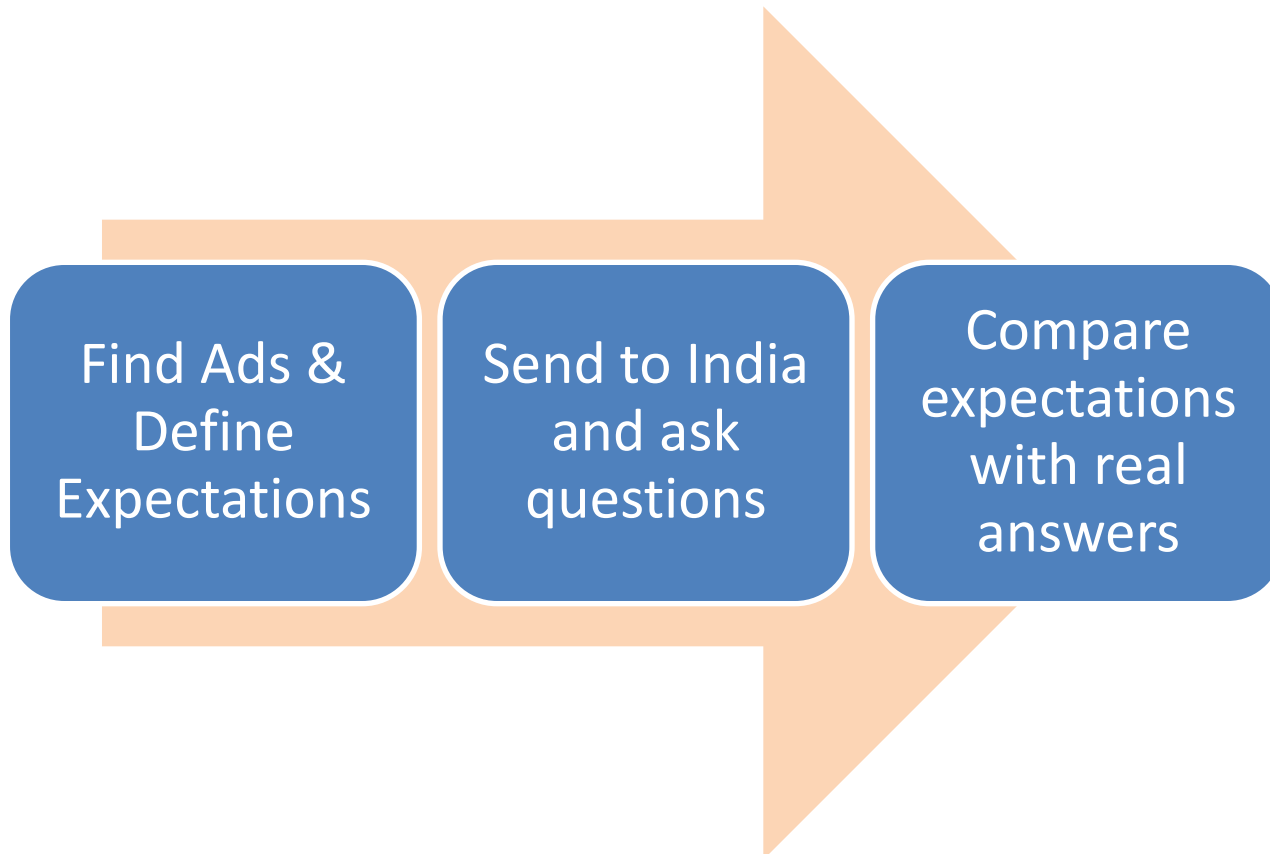 Find Ads &
Define
Expectations
Send to India
and ask
questions
Compare
expectations
with real
answers